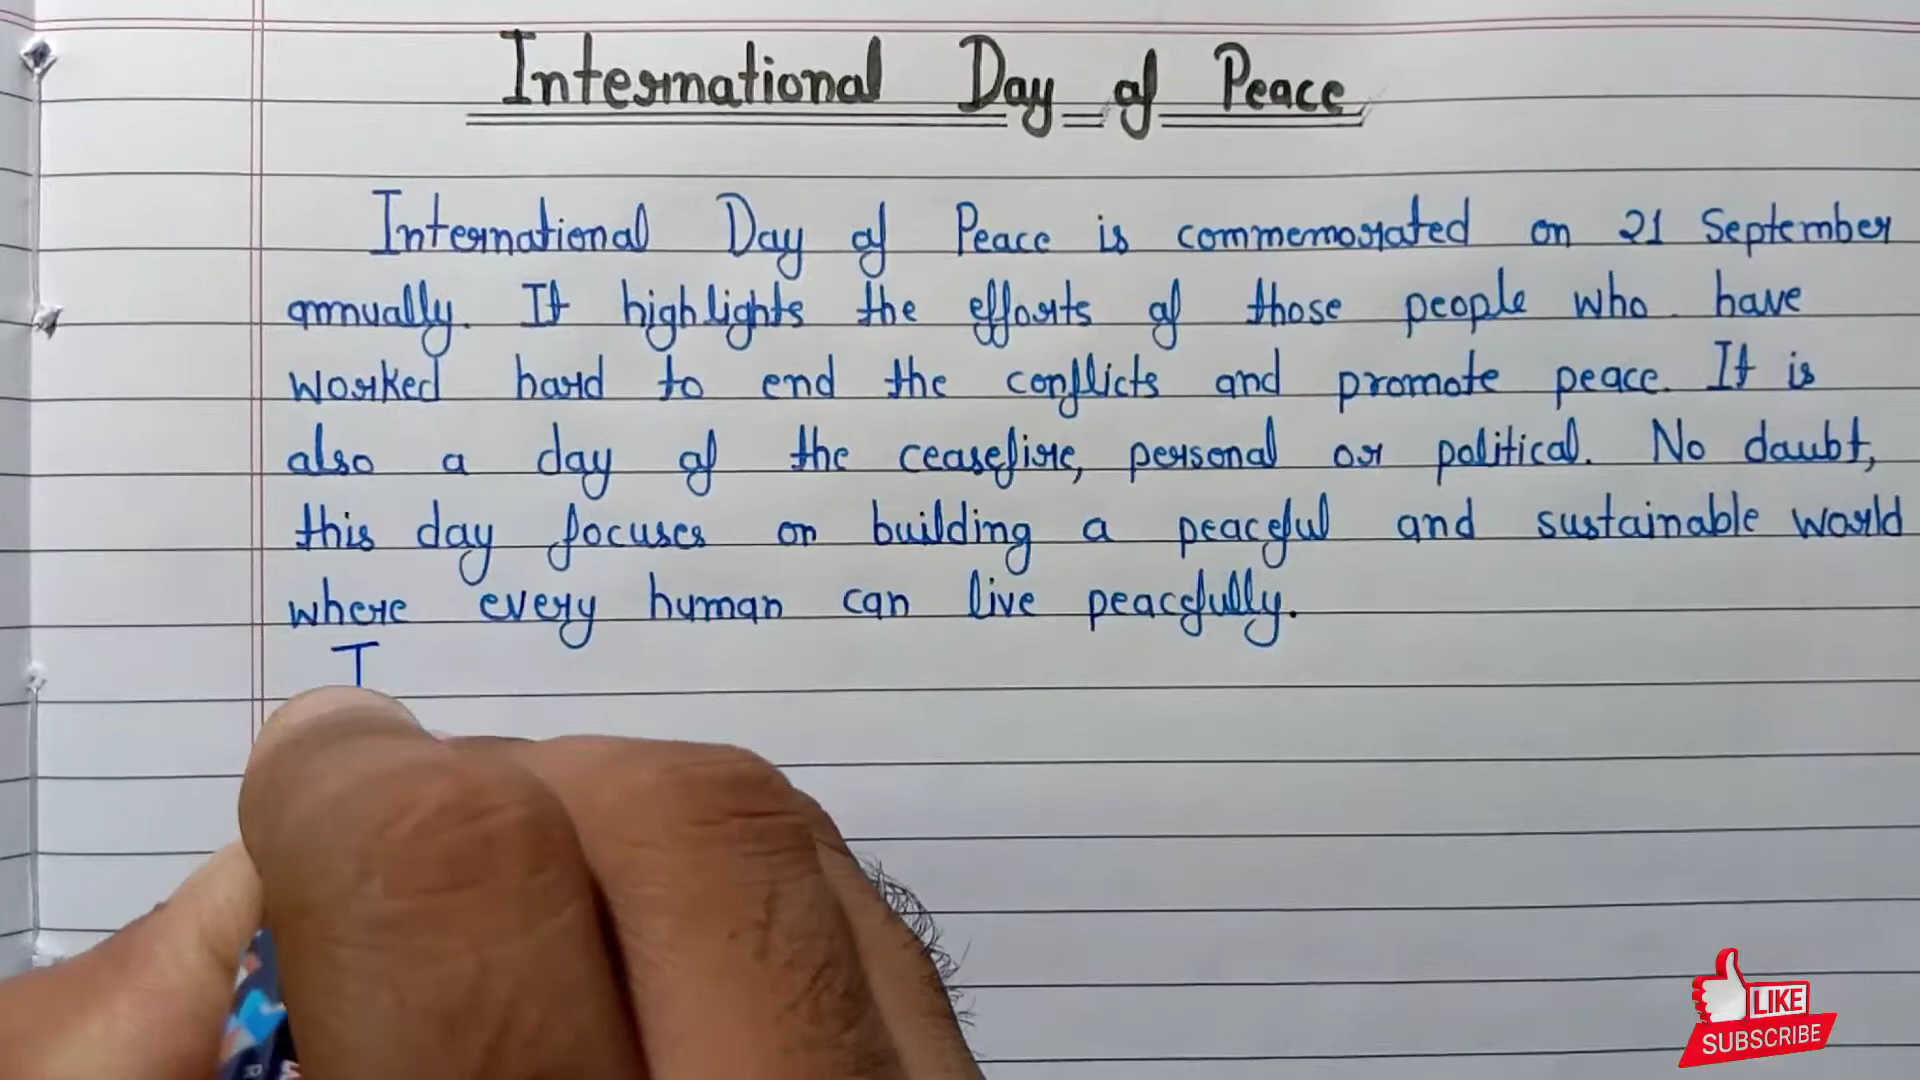 International Day of Peace
International Day of Peace is commemorated on 21 September
annually. It highlights the efforts of those people who have
worked hard to end the conflicts and promote peace. It is
also a day of the ceasefire, personal or political. No doubt,
this day focuses on building a peaceful and sustainable world
where every human can live peacefully.
T
LIKE
SUBSCRIBE